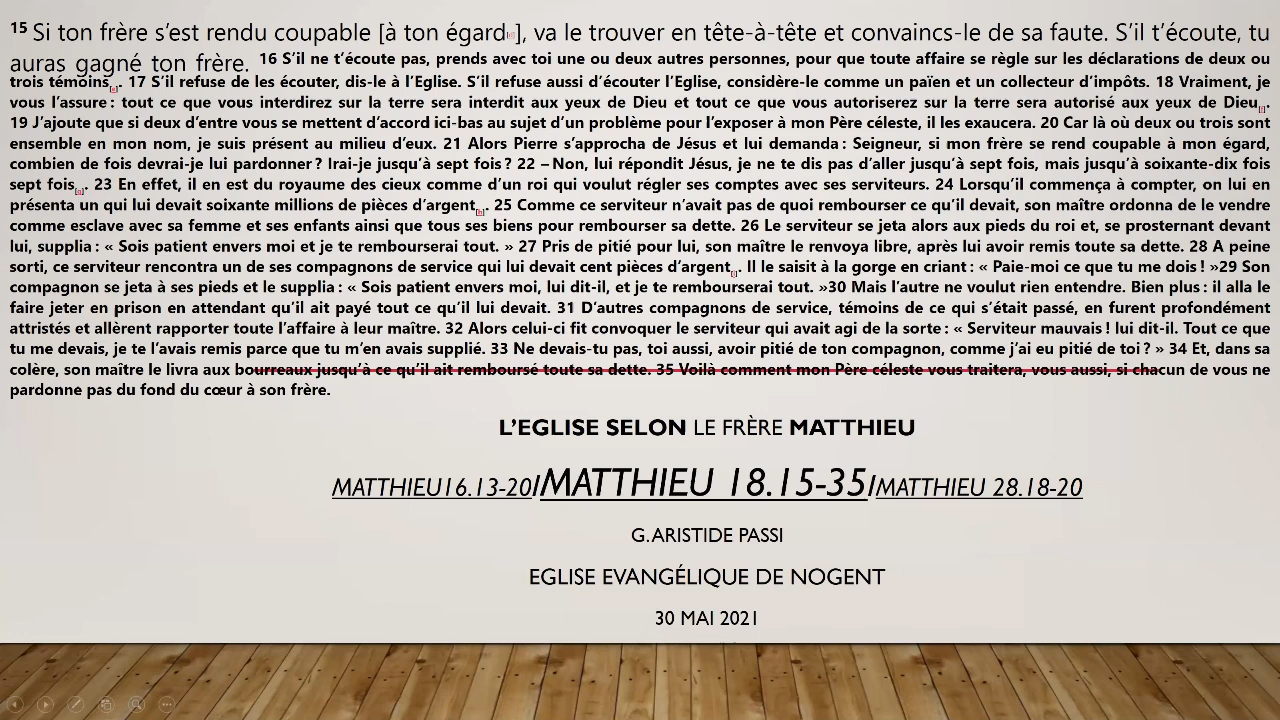 15 Si ton frère s’est rendu coupable [à ton égard[d]], va le trouver en tête-à-tête et convaincs-le de sa faute. S’il t’écoute, tu
auras gagné ton frère. 16 S’il ne t’écoute pas, prends avec toi une ou deux autres personnes, pour que toute affaire se règle sur les déclarations de deux ou
trois témoins[e]. 17 S’il refuse de les écouter, dis-le à l’Eglise. S’il refuse aussi d’écouter l’Eglise, considère-le comme un païen et un collecteur d’impôts. 18 Vraiment, je
vous l’assure : tout ce que vous interdirez sur la terre sera interdit aux yeux de Dieu et tout ce que vous autoriserez sur la terre sera autorisé aux yeux de Dieu[f].
19 J’ajoute que si deux d’entre vous se mettent d’accord ici-bas au sujet d’un problème pour l’exposer à mon Père céleste, il les exaucera. 20 Car là où deux ou trois sont
ensemble en mon nom, je suis présent au milieu d’eux. 21 Alors Pierre s’approcha de Jésus et lui demanda : Seigneur, si mon frère se rend coupable à mon égard,
combien de fois devrai-je lui pardonner ? Irai-je jusqu’à sept fois ? 22 – Non, lui répondit Jésus, je ne te dis pas d’aller jusqu’à sept fois, mais jusqu’à soixante-dix fois
sept fois[g]. 23 En effet, il en est du royaume des cieux comme d’un roi qui voulut régler ses comptes avec ses serviteurs. 24 Lorsqu’il commença à compter, on lui en
présenta un qui lui devait soixante millions de pièces d’argent[h]. 25 Comme ce serviteur n’avait pas de quoi rembourser ce qu’il devait, son maître ordonna de le vendre
comme esclave avec sa femme et ses enfants ainsi que tous ses biens pour rembourser sa dette. 26 Le serviteur se jeta alors aux pieds du roi et, se prosternant devant
lui, supplia : « Sois patient envers moi et je te rembourserai tout. » 27 Pris de pitié pour lui, son maître le renvoya libre, après lui avoir remis toute sa dette. 28 A peine
sorti, ce serviteur rencontra un de ses compagnons de service qui lui devait cent pièces d’argent[i]. Il le saisit à la gorge en criant : « Paie-moi ce que tu me dois ! »29 Son
compagnon se jeta à ses pieds et le supplia : « Sois patient envers moi, lui dit-il, et je te rembourserai tout. »30 Mais l’autre ne voulut rien entendre. Bien plus : il alla le
faire jeter en prison en attendant qu’il ait payé tout ce qu’il lui devait. 31 D’autres compagnons de service, témoins de ce qui s’était passé, en furent profondément
attristés et allèrent rapporter toute l’affaire à leur maître. 32 Alors celui-ci fit convoquer le serviteur qui avait agi de la sorte : « Serviteur mauvais ! lui dit-il. Tout ce que
tu me devais, je te l’avais remis parce que tu m’en avais supplié. 33 Ne devais-tu pas, toi aussi, avoir pitié de ton compagnon, comme j’ai eu pitié de toi ? » 34 Et, dans sa
colère, son maître le livra aux bourreaux jusqu’à ce qu’il ait remboursé toute sa dette. 35 Voilà comment mon Père céleste vous traitera, vous aussi, si chacun de vous ne
pardonne pas du fond du cœur à son frère.
L’EGLISE SELON LE FRÈRE MATTHIEU
MATTHIEU16.13-20/MATTHIEU 18.15-35/MATTHIEU 28.18-20
G.ARISTIDE PASSI
EGLISE EVANGÉLIQUE DE NOGENT
30 MAI 2021